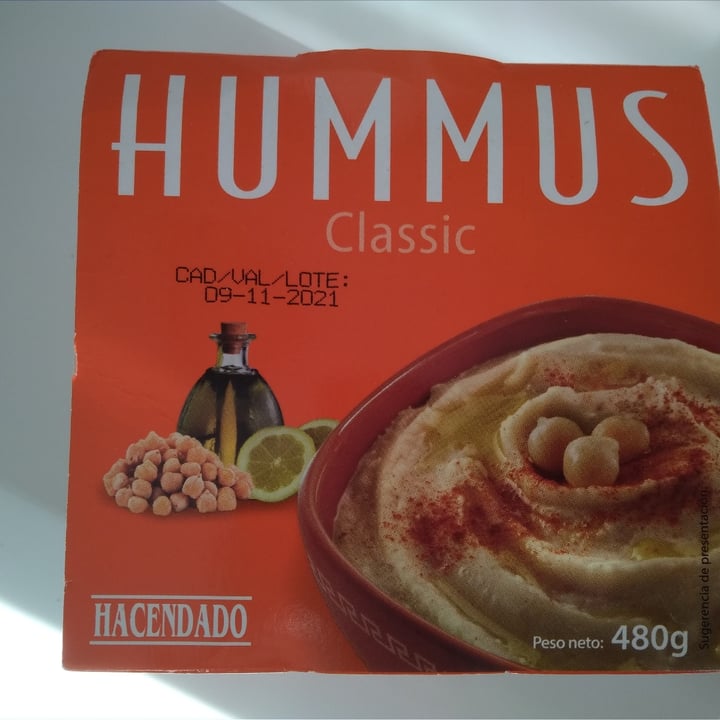 HUMMUS
Classic
CAD/VAL/LOTE:
09-11-2021
HACENDADO
Peso neto: 480g
Sugerencia de presentación.